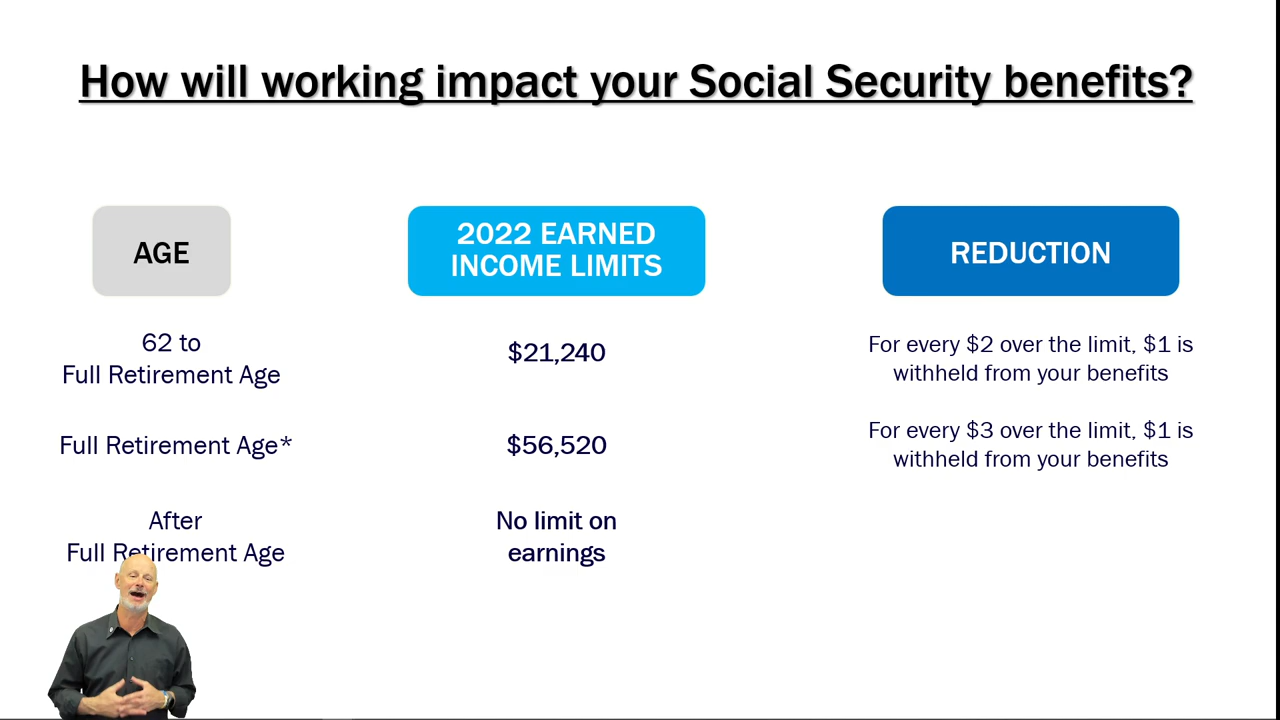 How will working impact your Social Security benefits?
AGE
2022 EARNED
INCOME LIMITS
REDUCTION
62 to
Full Retirement Age
$21,240
For every $2 over the limit, $1 is
withheld from your benefits
Full Retirement Age*
$56,520
For every $3 over the limit, $1 is
withheld from your benefits
After
Full Retirement Age
No limit on
earnings